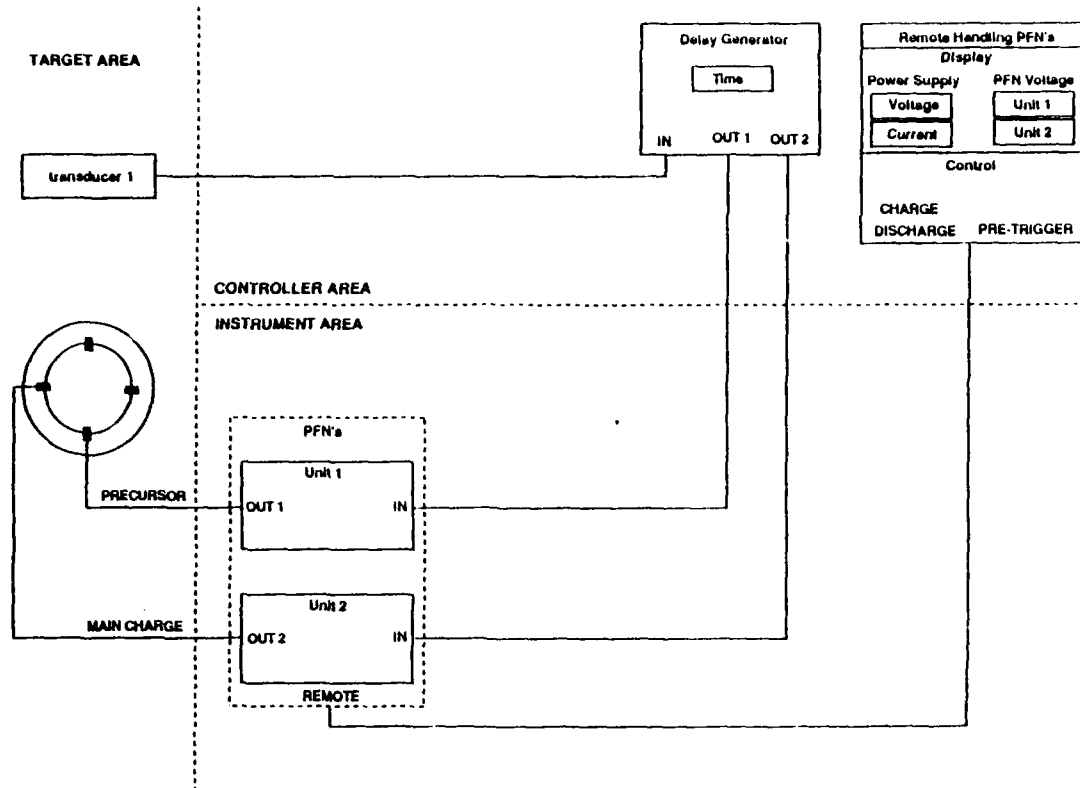 TARGET AREA
transducer 1
Delay Generator
Time
IN OUT 1 OUT 2
Remote Handling PFN's
Display
Power Supply PFN Voltage
Voltage Unit 1
Current Unit 2
Control
CHARGE
DISCHARGE PRE-TRIGGER
CONTROLLER AREA
INSTRUMENT AREA
PFN's
Unit 1
PRECURSOR OUT 1 IN
Unit 2
MAIN CHARGE OUT 2 IN
REMOTE